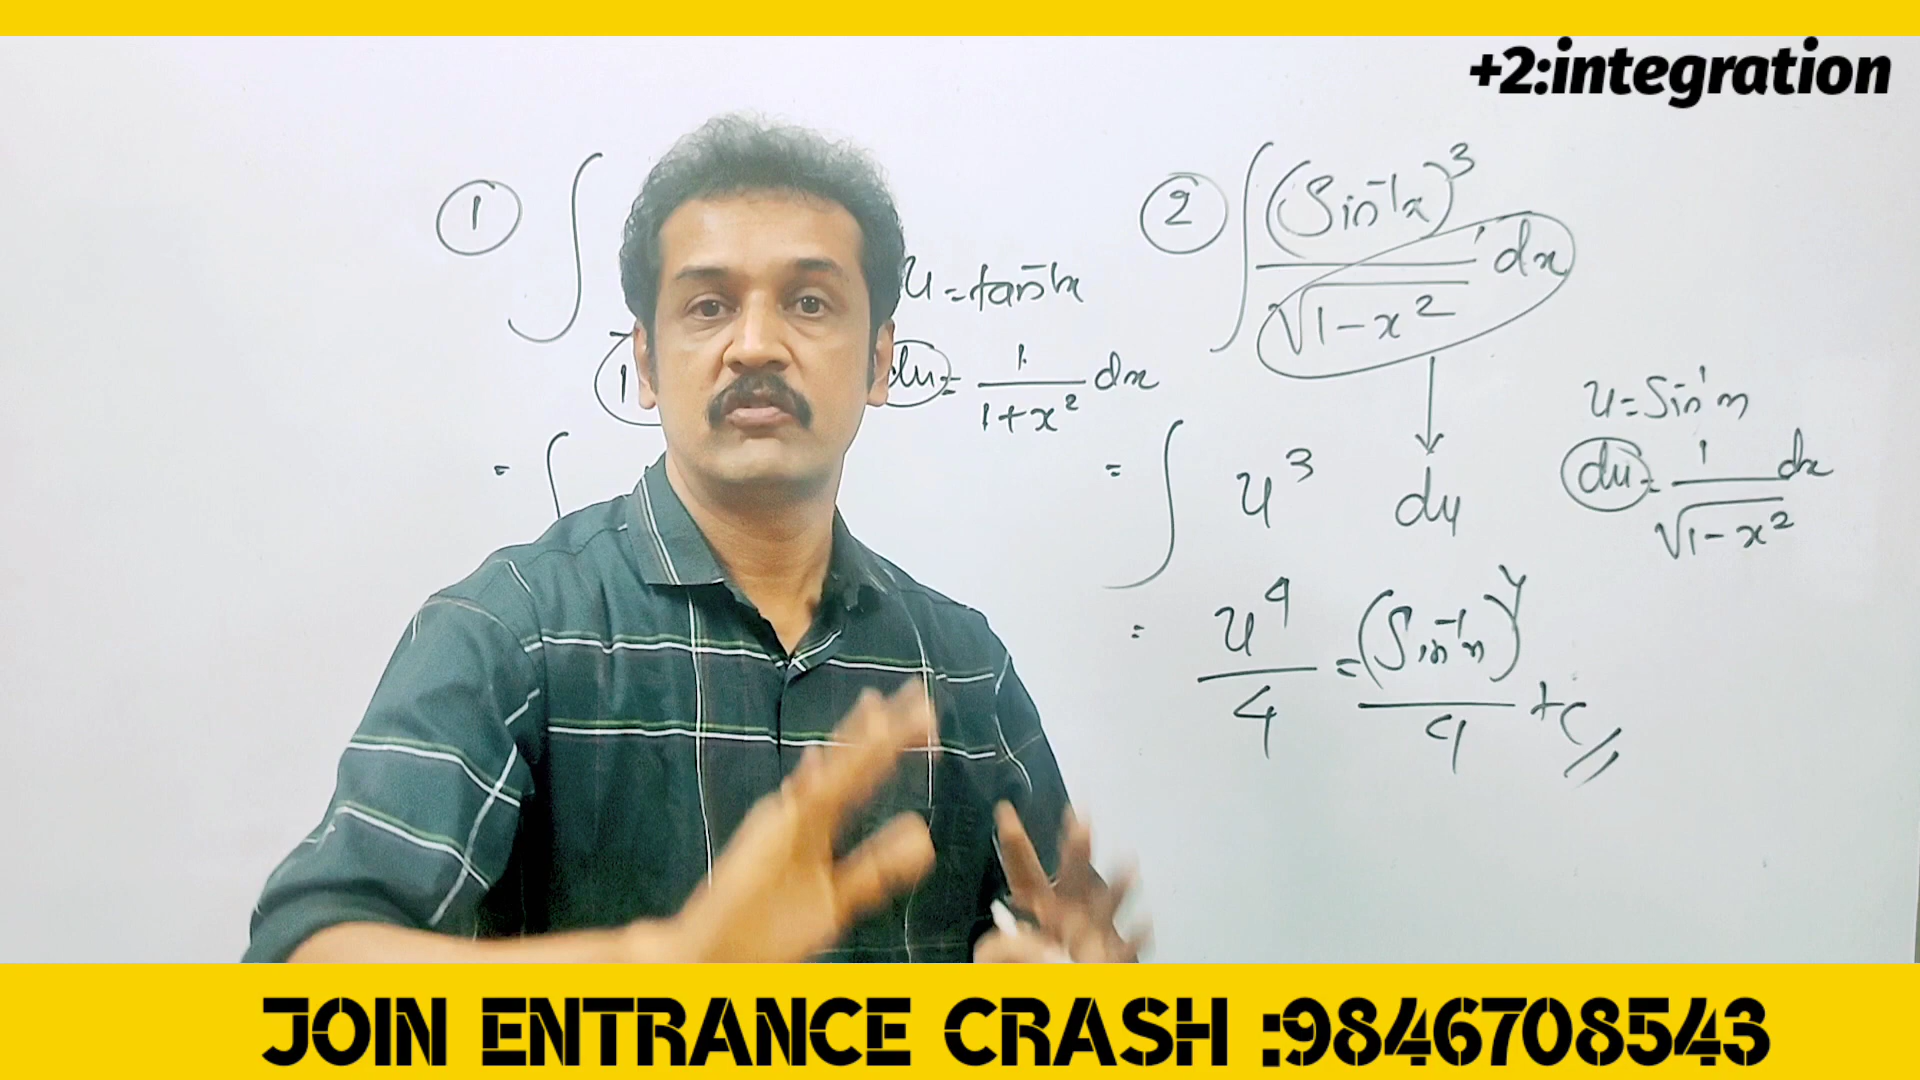 +2:integration
① ∫
u = tan⁻¹x
1
du = 1/(1+x²) dx
= ∫
② ∫ (Sin⁻¹x)³/√(1-x²) dx
u = Sin⁻¹x
du = 1/√(1-x²) dx
= ∫ u³ du
= u⁴/4 = (Sin⁻¹x)⁴/4 + c
JOIN ENTRANCE CRASH :9846708543